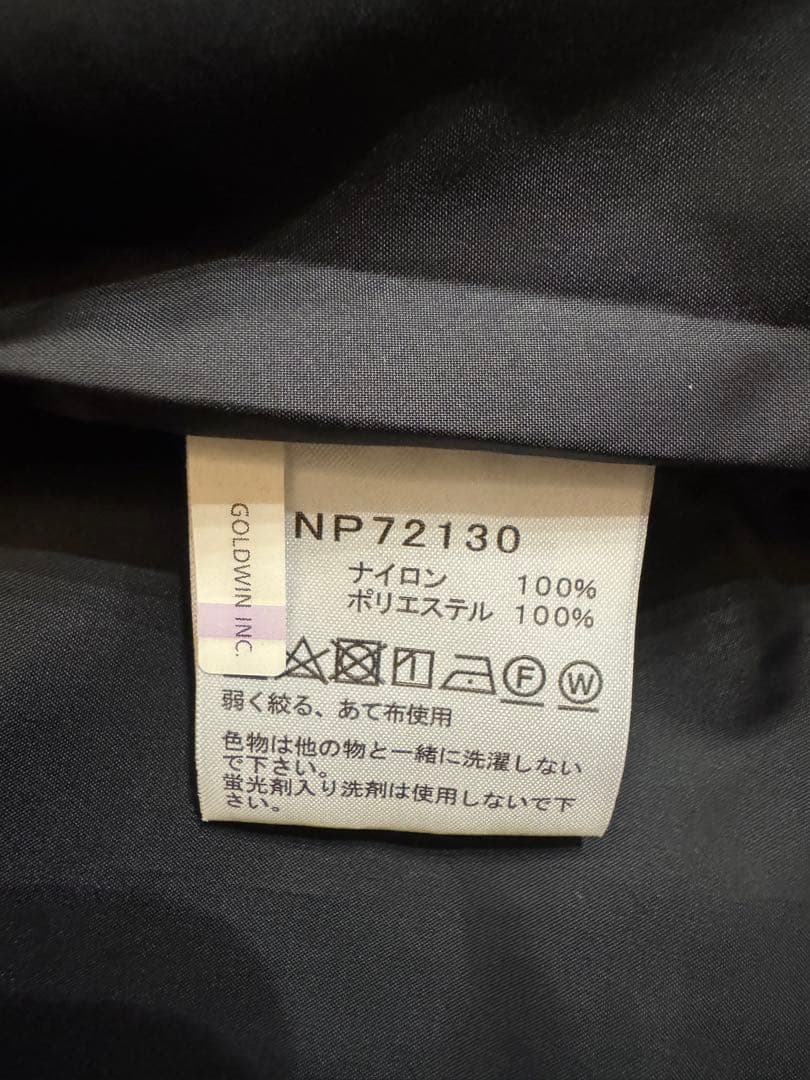 GOLDWIN INC.
NP72130
ナイロン 100%
ポリエステル 100%
F W
弱く絞る、あて布使用
色物は他の物と一緒に洗濯しない
で下さい。
蛍光剤入り洗剤は使用しないで下
さい。